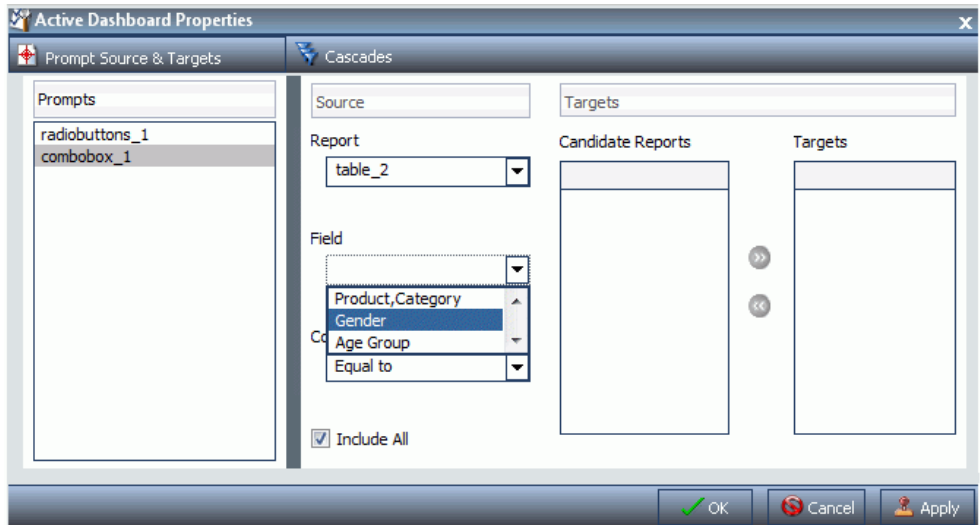 Active Dashboard Properties
x
Prompt Source & Targets
Cascades
Prompts
radiobuttons_1
combobox_1
Source
Report
table_2
Field
Product,Category
Gender
Age Group
Co
Equal to
Include All
Targets
Candidate Reports
Targets
OK
Cancel
Apply